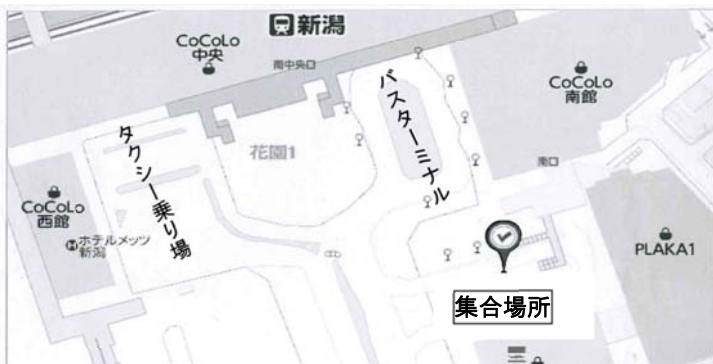 新潟
CoCoLo
中央
南中央口
バスターミナル
CoCoLo
南館
タクシー乗り場
花園1
南口
CoCoLo
西館
ホテルメッツ
新潟
PLAKA1
集合場所